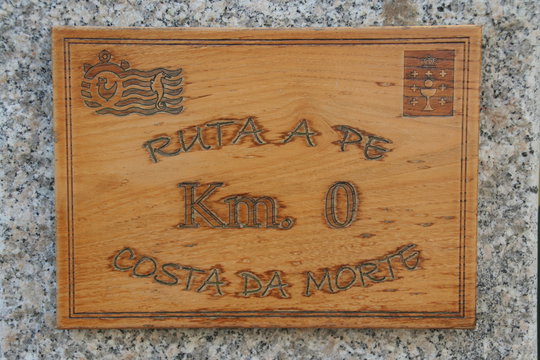 RUTA A PE
Km. 0
COSTA DA MORTE